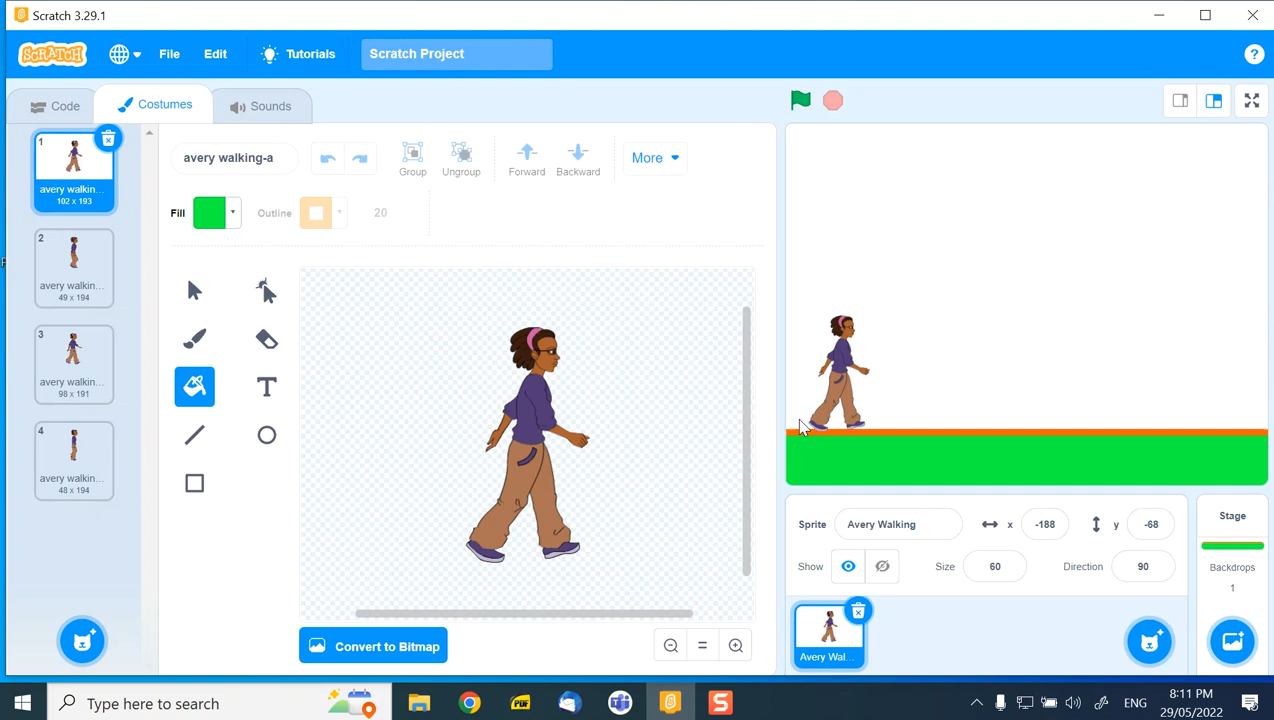 Scratch 3.29.1
SCRATCH
File
Edit
Tutorials
Scratch Project
?
Code
Costumes
Sounds
1
avery walkin...
102 x 193
2
avery walkin...
49 x 194
3
avery walkin...
98 x 191
4
avery walkin...
48 x 194
avery walking-a
Group
Ungroup
Forward
Backward
More
Fill
Outline
20
T
Convert to Bitmap
Sprite
Avery Walking
x
-188
y
-68
Show
Size
60
Direction
90
Avery Wal...
Stage
Backdrops
1
Type here to search
PDF
ENG
8:11 PM
29/05/2022